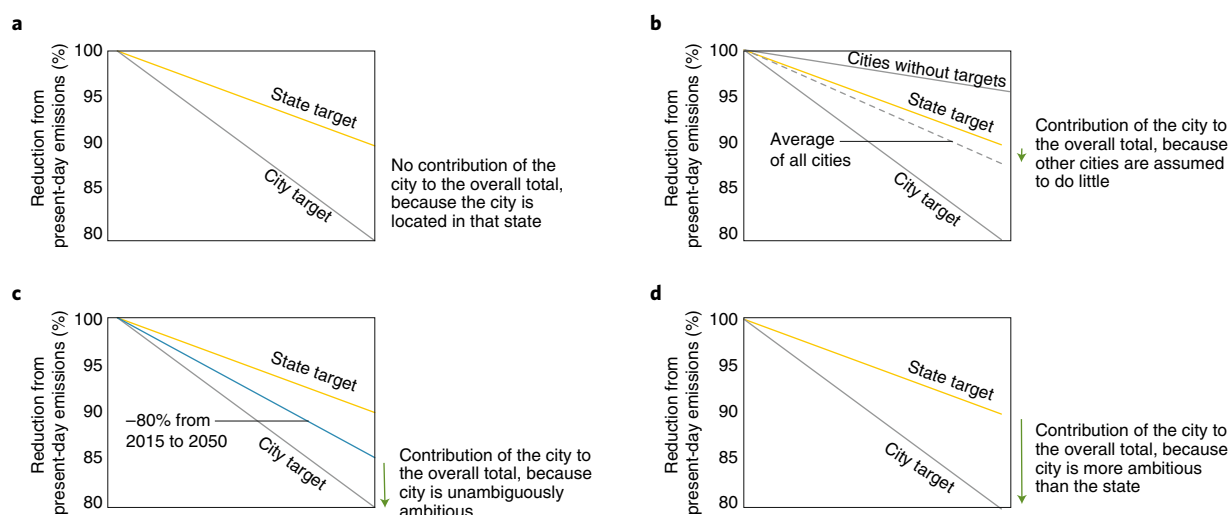 a
Reduction from
present-day emissions (%)
100
95
90
85
80
State target
City target
No contribution of the
city to the overall total,
because the city is
located in that state
b
Reduction from
present-day emissions (%)
100
95
90
85
80
Cities without targets
State target
Average
of all cities
City target
Contribution of the city to
the overall total, because
other cities are assumed
to do little
c
Reduction from
present-day emissions (%)
100
95
90
85
80
State target
–80% from
2015 to 2050
City target
Contribution of the city to
the overall total, because
city is unambiguously
ambitious
d
Reduction from
present-day emissions (%)
100
95
90
85
80
State target
City target
Contribution of the city to
the overall total, because
city is more ambitious
than the state